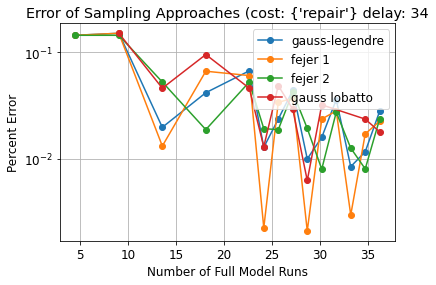 Error of Sampling Approaches (cost: {'repair'} delay: 34
gauss-legendre
fejer 1
fejer 2
gauss lobatto
Percent Error
10⁻¹
10⁻²
5 10 15 20 25 30 35
Number of Full Model Runs